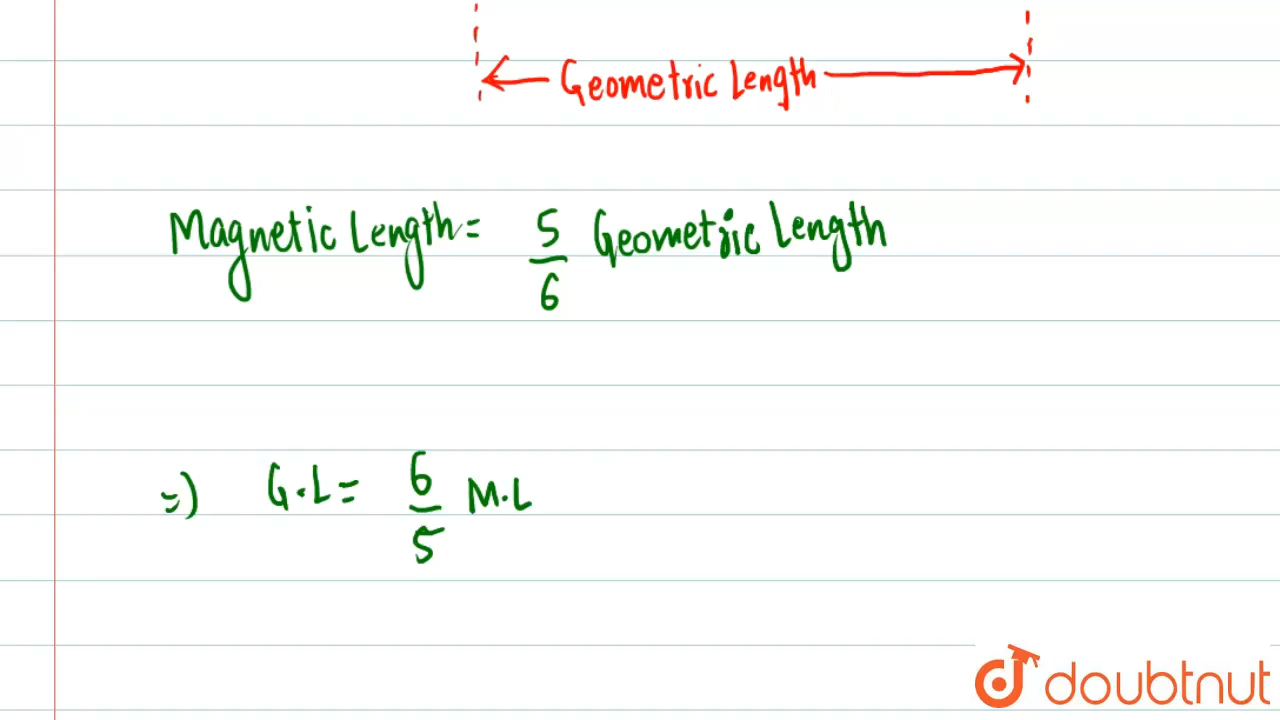 Geometric Length
Magnetic Length = 5/6 Geometric Length
=) G.L = 6/5 M.L
doubtnut